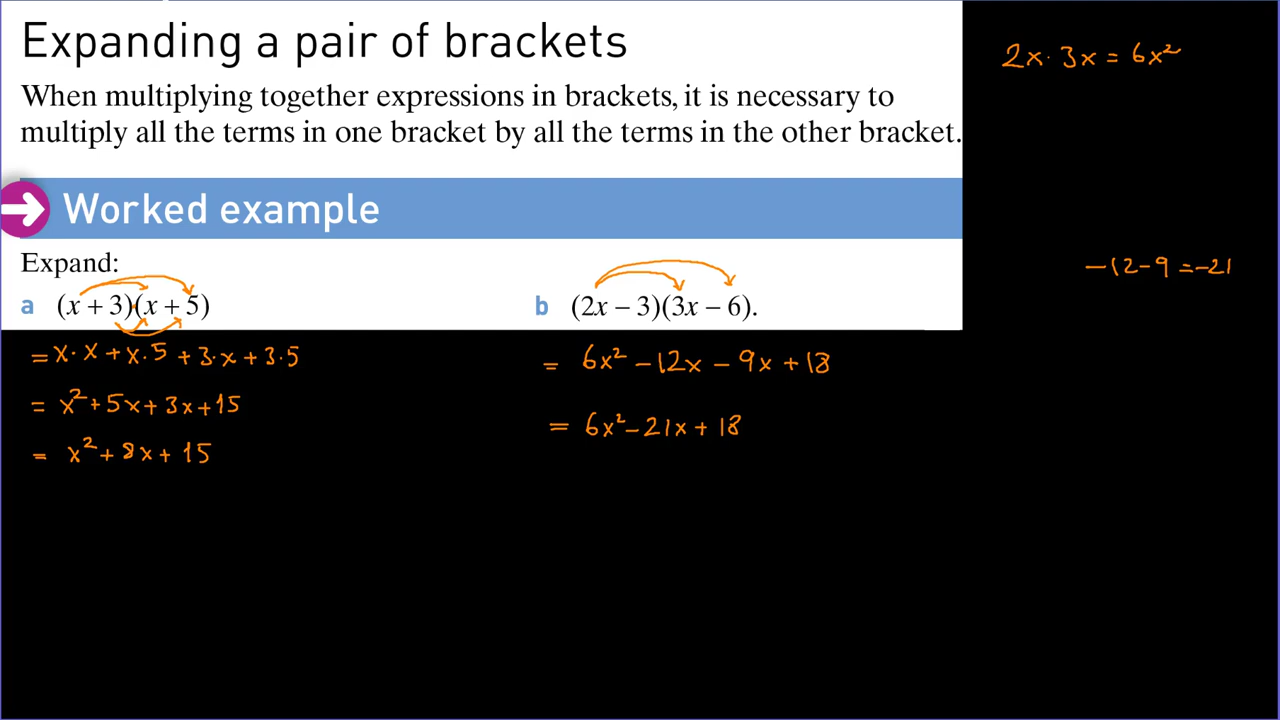 Expanding a pair of brackets
2x· 3x = 6x²
When multiplying together expressions in brackets, it is necessary to
multiply all the terms in one bracket by all the terms in the other bracket.
Worked example
Expand:
-12-9 = -21
a (x + 3)(x + 5)
b (2x – 3)(3x – 6).
= x·x + x·5 + 3·x + 3·5
= 6x² - 12x - 9x + 18
= x² + 5x + 3x + 15
= 6x² - 21x + 18
= x² + 8x + 15